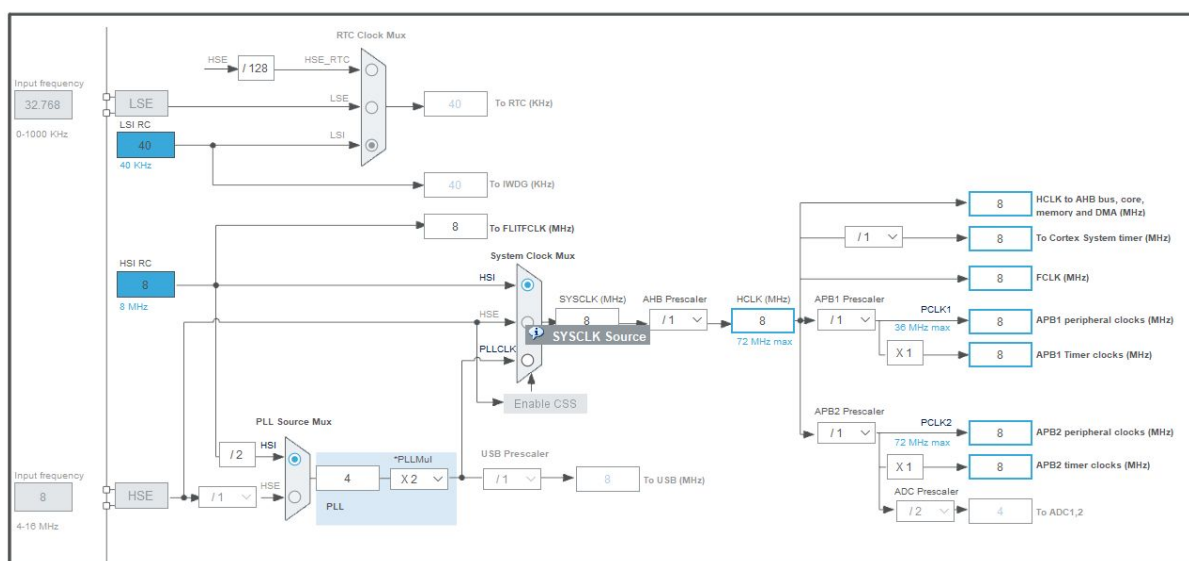 RTC Clock Mux
HSE
/ 128
HSE_RTC
Input frequency
32.768
0-1000 KHz
LSE
LSE
40
To RTC (KHz)
LSI RC
40
40 KHz
LSI
40
To IWDG (KHz)
8
To FLITFCLK (MHz)
HSI RC
8
8 MHz
System Clock Mux
HSI
HSE
PLLCLK
SYSCLK (MHz)
8
SYSCLK Source
Enable CSS
AHB Prescaler
/ 1
HCLK (MHz)
8
72 MHz max
8
HCLK to AHB bus, core,
memory and DMA (MHz)
/ 1
8
To Cortex System timer (MHz)
8
FCLK (MHz)
APB1 Prescaler
/ 1
PCLK1
36 MHz max
8
APB1 peripheral clocks (MHz)
X 1
8
APB1 Timer clocks (MHz)
APB2 Prescaler
/ 1
PCLK2
72 MHz max
8
APB2 peripheral clocks (MHz)
X 1
8
APB2 timer clocks (MHz)
ADC Prescaler
/ 2
4
To ADC1,2
PLL Source Mux
/ 2
HSI
Input frequency
8
4-16 MHz
HSE
/ 1
HSE
4
*PLLMul
X 2
PLL
USB Prescaler
/ 1
8
To USB (MHz)